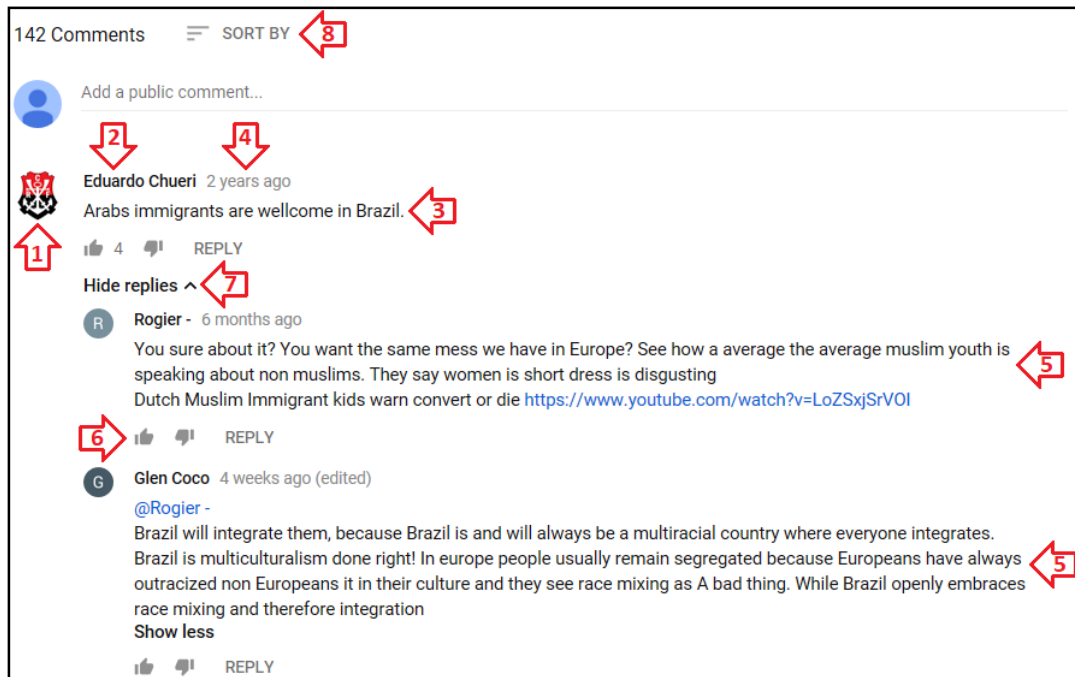 142 Comments SORT BY 8
Add a public comment...
2 4
Eduardo Chueri 2 years ago
Arabs immigrants are wellcome in Brazil. 3
1 4 REPLY
Hide replies 7
R Rogier - 6 months ago
You sure about it? You want the same mess we have in Europe? See how a average the average muslim youth is
speaking about non muslims. They say women is short dress is disgusting 5
Dutch Muslim Immigrant kids warn convert or die https://www.youtube.com/watch?v=LoZSxjSrVOI
6 REPLY
G Glen Coco 4 weeks ago (edited)
@Rogier -
Brazil will integrate them, because Brazil is and will always be a multiracial country where everyone integrates.
Brazil is multiculturalism done right! In europe people usually remain segregated because Europeans have always 5
outracized non Europeans it in their culture and they see race mixing as A bad thing. While Brazil openly embraces
race mixing and therefore integration
Show less
REPLY